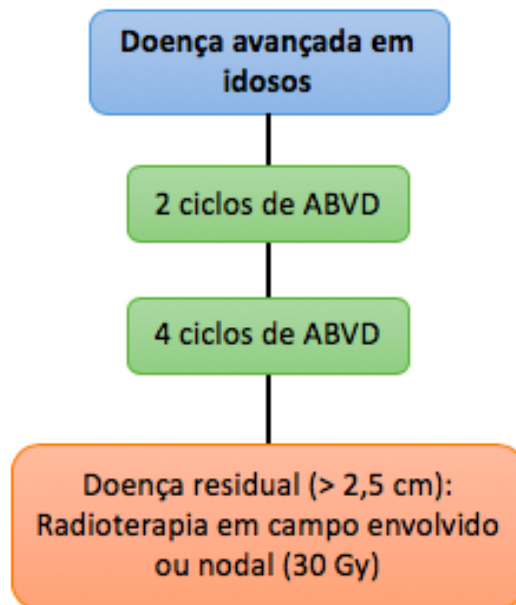 Doença avançada em
idosos
2 ciclos de ABVD
4 ciclos de ABVD
Doença residual (> 2,5 cm):
Radioterapia em campo envolvido
ou nodal (30 Gy)